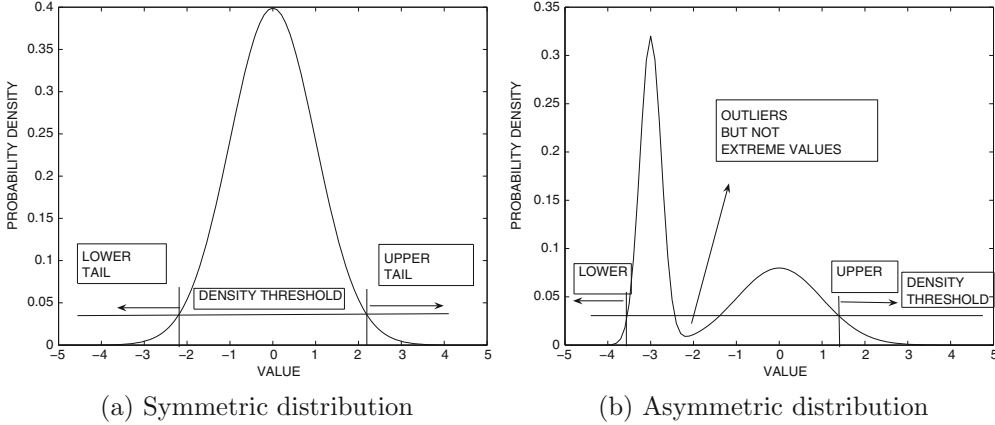 0.4
0.35
0.3
0.25
0.2
0.15
0.1
0.05
0
PROBABILITY DENSITY
LOWER
TAIL
DENSITY THRESHOLD
UPPER
TAIL
−5 −4 −3 −2 −1 0 1 2 3 4 5
VALUE
(a) Symmetric distribution
0.35
0.3
0.25
0.2
0.15
0.1
0.05
0
PROBABILITY DENSITY
OUTLIERS
BUT NOT
EXTREME VALUES
LOWER
UPPER
DENSITY
THRESHOLD
−5 −4 −3 −2 −1 0 1 2 3 4 5
VALUE
(b) Asymmetric distribution